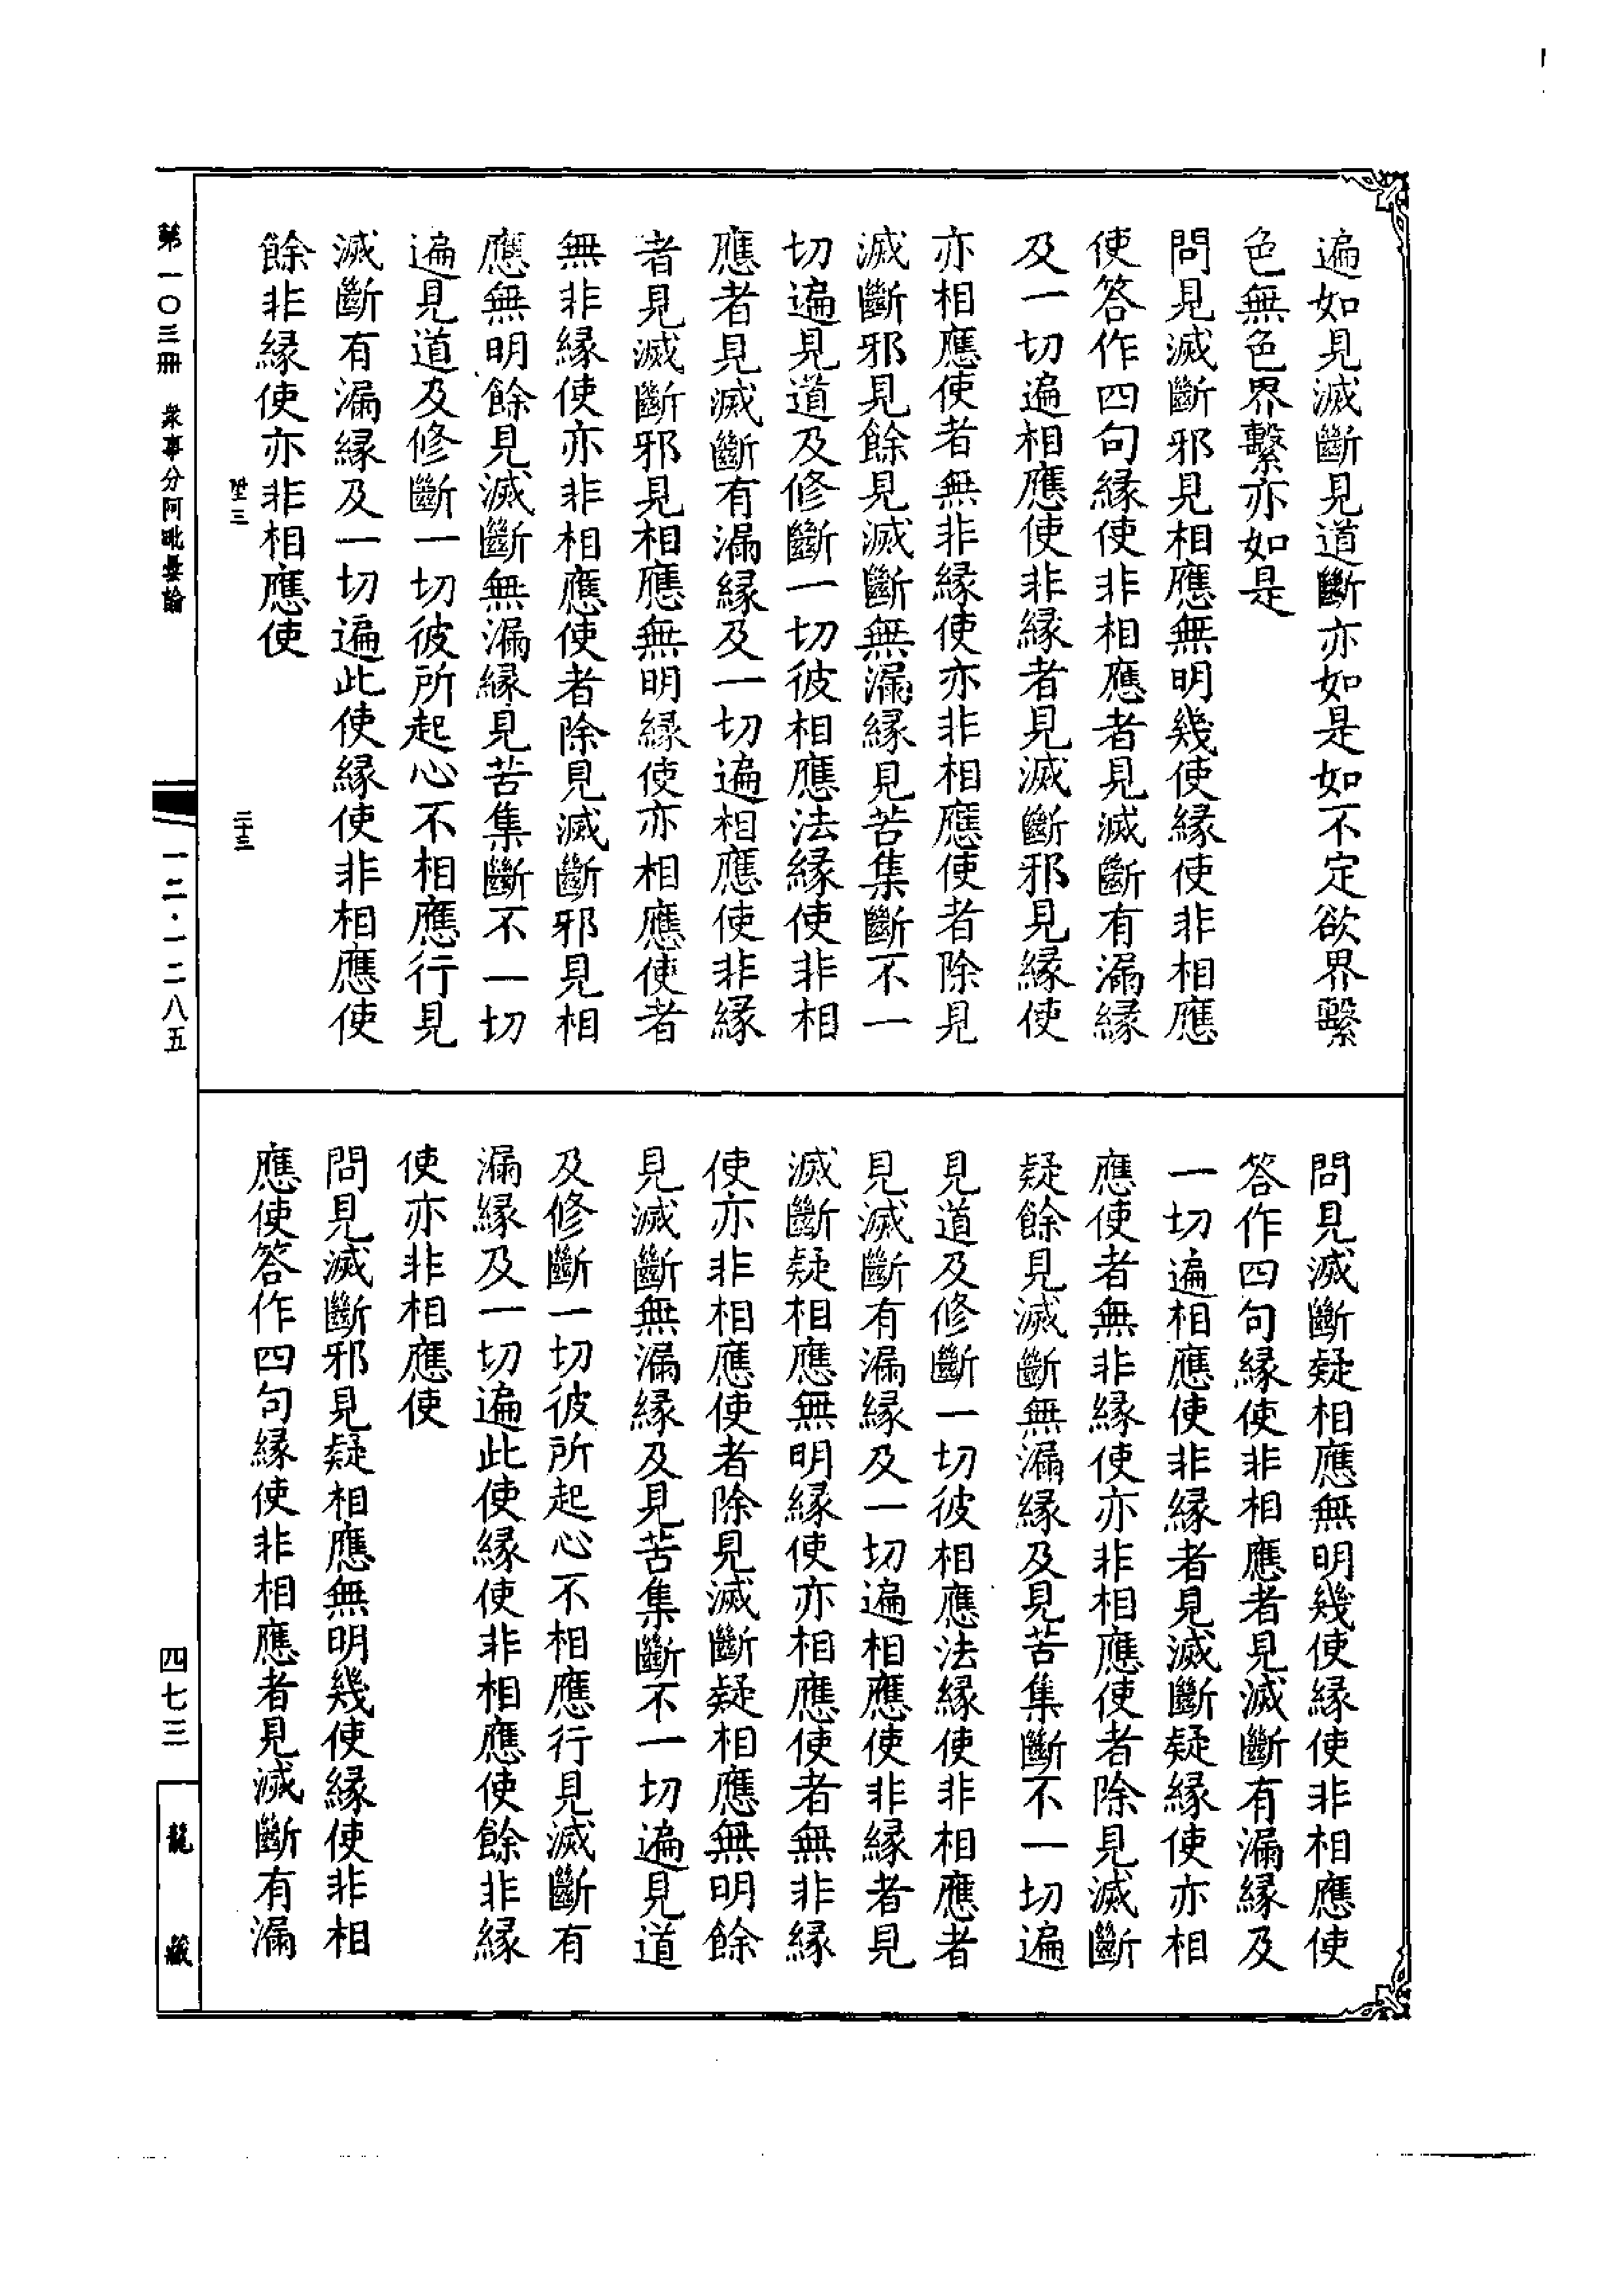 遍如見滅斷見道斷亦如是如不定欲界繫
色無色界繫亦如是
問見滅斷邪見相應無明幾使緣使非相應
使答作四句緣使非相應者見滅斷有漏緣
及一切遍相應使非緣者見滅斷邪見緣使
亦相應使者無非緣使亦非相應使者除見
滅斷邪見餘見滅斷無漏緣見苦集斷不一
切遍見道及修斷一切彼相應法緣使非相
應者見滅斷有漏緣及一切遍相應使非緣
者見滅斷邪見相應無明緣使亦相應使者
無非緣使亦非相應使者除見滅斷邪見相
應無明餘見滅斷無漏緣見苦集斷不一切
遍見道及修斷一切彼所起心不相應行見
滅斷有漏緣及一切遍此使緣使非相應使
餘非緣使亦非相應使
問見滅斷疑相應無明幾使緣使非相應使
答作四句緣使非相應者見滅斷有漏緣及
一切遍相應使非緣者見滅斷疑緣使亦相
應使者無非緣使亦非相應使者除見滅斷
疑餘見滅斷無漏緣及見苦集斷不一切遍
見道及修斷一切彼相應法緣使非相應者
見滅斷有漏緣及一切遍相應使非緣者見
滅斷疑相應無明緣使亦相應使者無非緣
使亦非相應使者除見滅斷疑相應無明餘
見滅斷無漏緣及見苦集斷不一切遍見道
及修斷一切彼所起心不相應行見滅斷有
漏緣及一切遍此使緣使非相應使餘非緣
使亦非相應使
問見滅斷邪見疑相應無明幾使緣使非相
應使答作四句緣使非相應者見滅斷有漏
第一〇三冊 衆事分阿毗曇論
一二·一二八五
四七三
龍藏